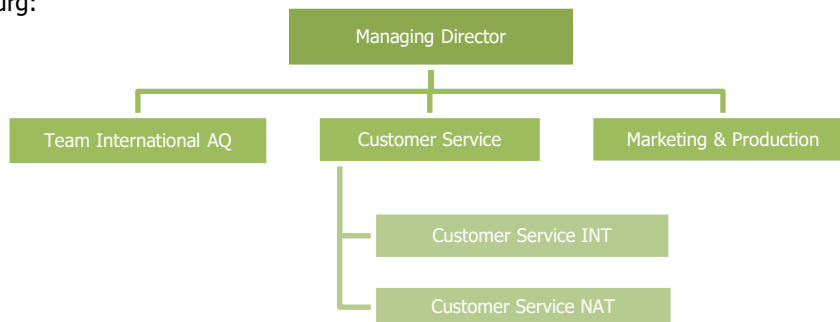 urg:
Managing Director
Team International AQ
Customer Service
Marketing & Production
Customer Service INT
Customer Service NAT